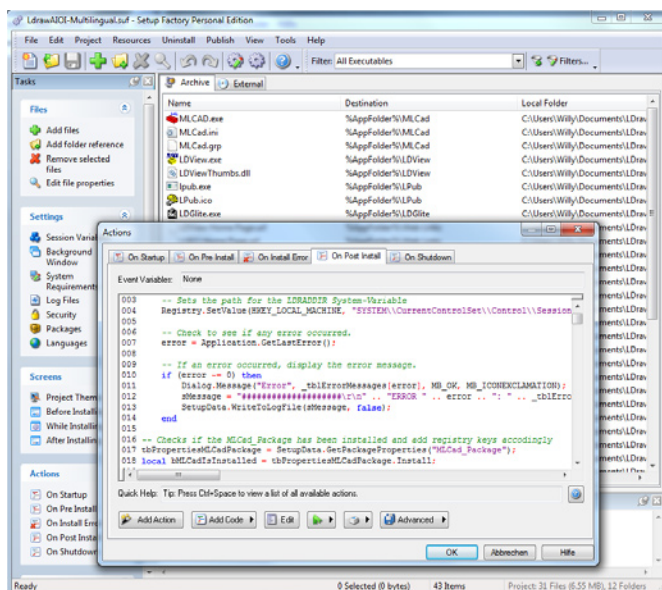 LdrawAIOI-Multilingual.suf - Setup Factory Personal Edition
File Edit Project Resources Uninstall Publish View Tools Help
Filter: All Executables Filters...
Tasks
Archive External
Files
Add files
Add folder reference
Remove selected files
Edit file properties
Settings
Session
Background Window
System
Log Files
Security
Packages
Languages
Screens
Project
Before
While
After
Actions
On Startup
On Pre
On Install
On Post
On Shutdown
Name Destination Local Folder
MLCAD.exe %AppFolder%\MLCad C:\Users\Willy\Documents\LDraw
MLCad.ini %AppFolder%\MLCad C:\Users\Willy\Documents\LDraw
MLCad.grp %AppFolder%\MLCad C:\Users\Willy\Documents\LDraw
LDView.exe %AppFolder%\LDView C:\Users\Willy\Documents\LDraw
LDViewThumbs.dll %AppFolder%\LDView C:\Users\Willy\Documents\LDraw
lpub.exe %AppFolder%\LPub C:\Users\Willy\Documents\LDraw
LPub.ico %AppFolder%\LPub C:\Users\Willy\Documents\LDraw
LDGlite.exe %AppFolder%\LDGlite C:\Users\Willy\Documents\LDraw
Actions
On Startup On Pre Install On Install Error On Post Install On Shutdown
Event Variables: None
003 -- Sets the path for the LDRAWDIR System-Variable
004 Registry.SetValue(HKEY_LOCAL_MACHINE, "SYSTEM\\CurrentControlSet\\Control\\Session
005
006 -- Check to see if any error occurred.
007 error = Application.GetLastError();
008
009 -- If an error occurred, display the error message.
010 if (error ~= 0) then
011 Dialog.Message("Error", _tblErrorMessages[error], MB_OK, MB_ICONEXCLAMATION);
012 sMessage = "####################\r\n" .. "ERROR " .. error .. ": " .. _tblErro
013 SetupData.WriteToLogFile(sMessage, false);
014 end
015
016 -- Checks if the MLCad_Package has been installed and add registry keys accodingly
017 tbPropertiesMLCadPackage = SetupData.GetPackageProperties("MLCad_Package");
018 local bMLCadIsInstalled = tbPropertiesMLCadPackage.Install;
Quick Help: Tip: Press Ctrl+Space to view a list of all available actions.
Add Action Add Code Edit Advanced
OK Abbrechen Hilfe
Ready 0 Selected (0 bytes) 43 Items Project: 31 Files (6.55 MB), 12 Folders